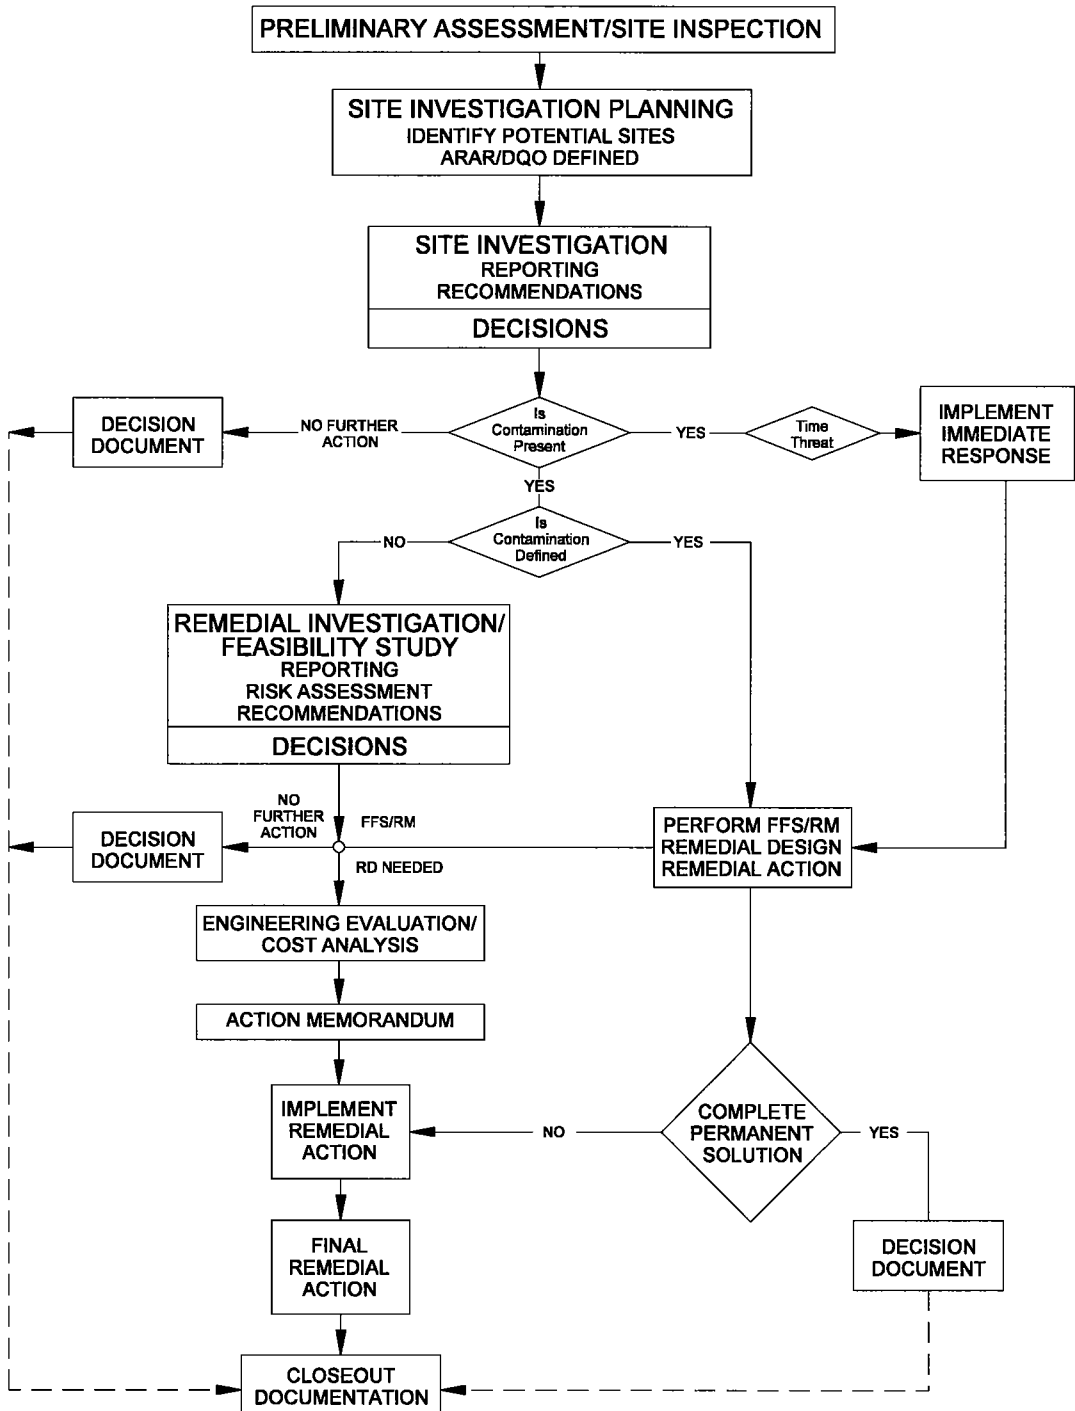 PRELIMINARY ASSESSMENT/SITE INSPECTION
SITE INVESTIGATION PLANNING
IDENTIFY POTENTIAL SITES
ARAR/DQO DEFINED
SITE INVESTIGATION
REPORTING
RECOMMENDATIONS
DECISIONS
DECISION
DOCUMENT
NO FURTHER
ACTION
Is
Contamination
Present
YES
Time
Threat
IMPLEMENT
IMMEDIATE
RESPONSE
YES
Is
Contamination
Defined
NO
YES
REMEDIAL INVESTIGATION/
FEASIBILITY STUDY
REPORTING
RISK ASSESSMENT
RECOMMENDATIONS
DECISIONS
NO
FURTHER
ACTION
FFS/RM
DECISION
DOCUMENT
RD NEEDED
PERFORM FFS/RM
REMEDIAL DESIGN
REMEDIAL ACTION
ENGINEERING EVALUATION/
COST ANALYSIS
ACTION MEMORANDUM
IMPLEMENT
REMEDIAL
ACTION
NO
COMPLETE
PERMANENT
SOLUTION
YES
FINAL
REMEDIAL
ACTION
DECISION
DOCUMENT
CLOSEOUT
DOCUMENTATION